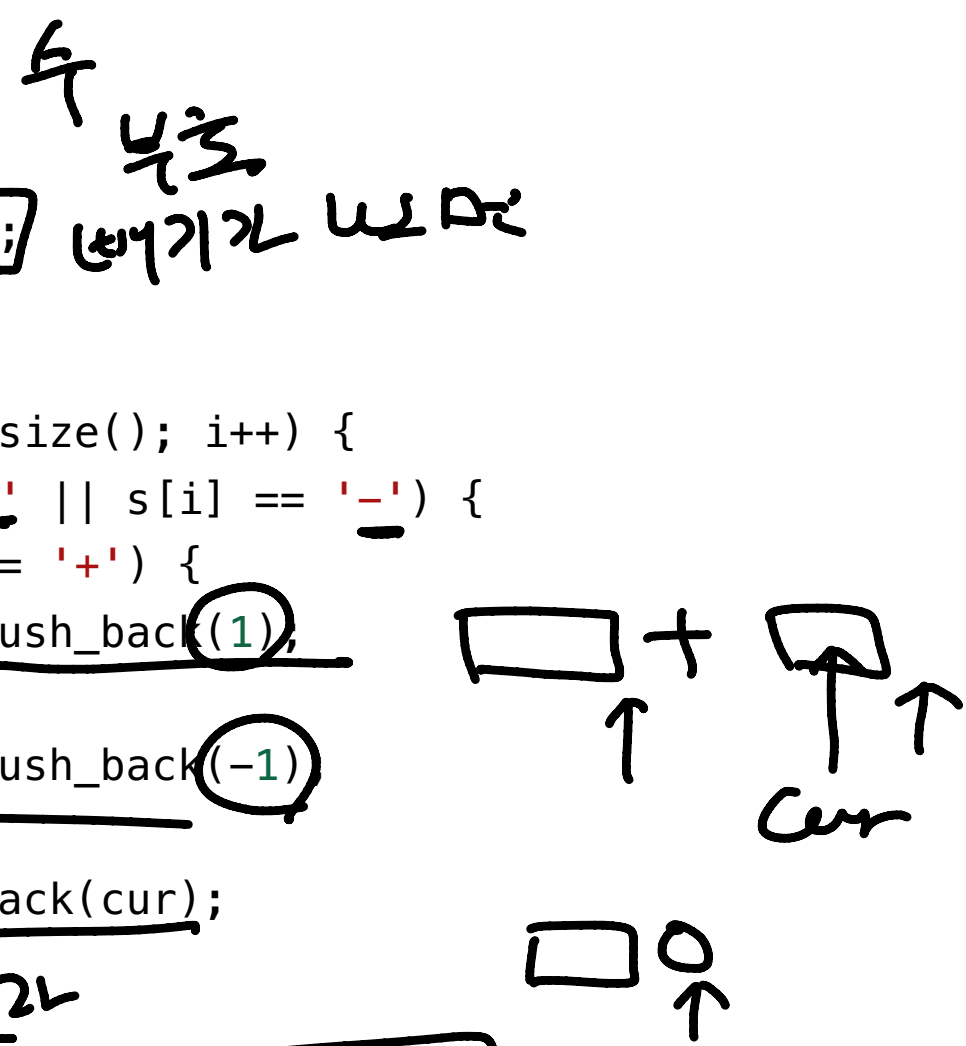 수
부호
; 빼기가 나오면
size(); i++) {
' || s[i] == '-') {
= '+') {
ush_back(1);
+
ush_back(-1)
cur
ack(cur);